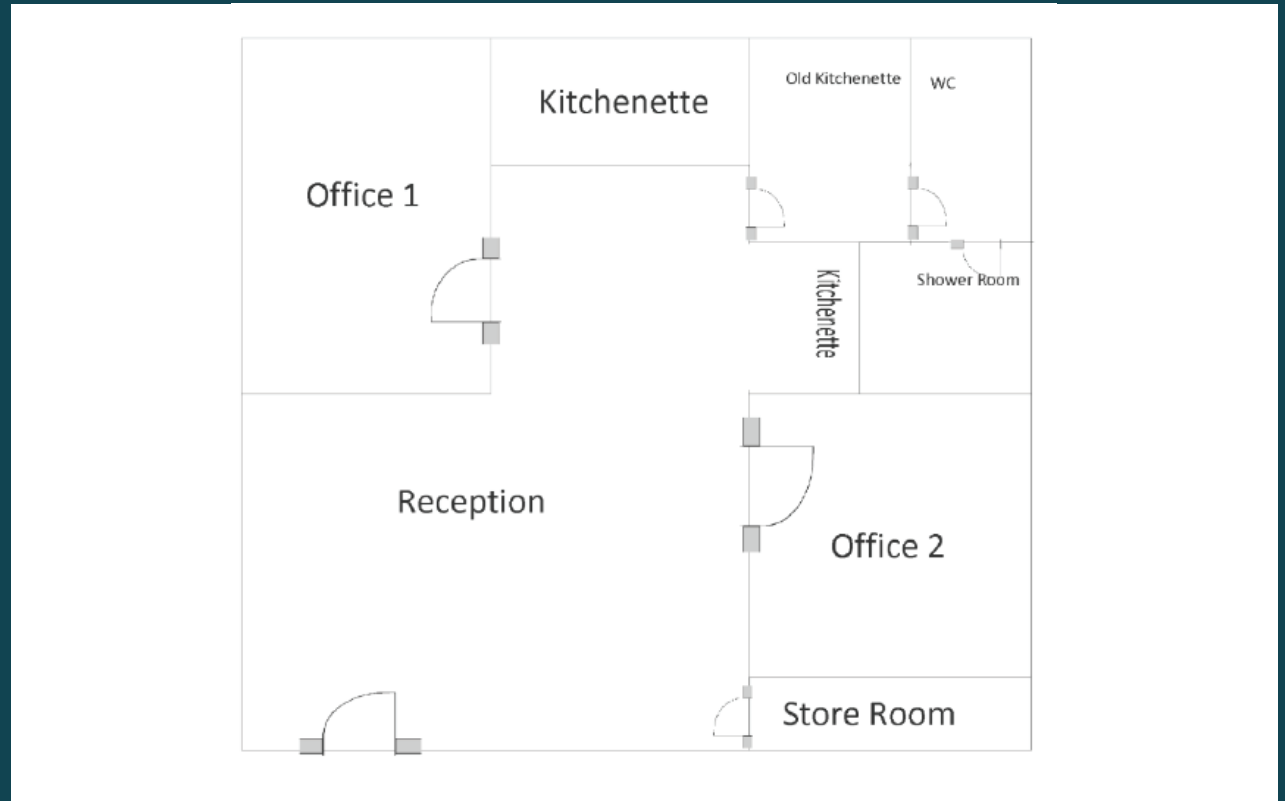 Old Kitchenette
WC
Kitchenette
Office 1
Kitchenette
Shower Room
Reception
Office 2
Store Room